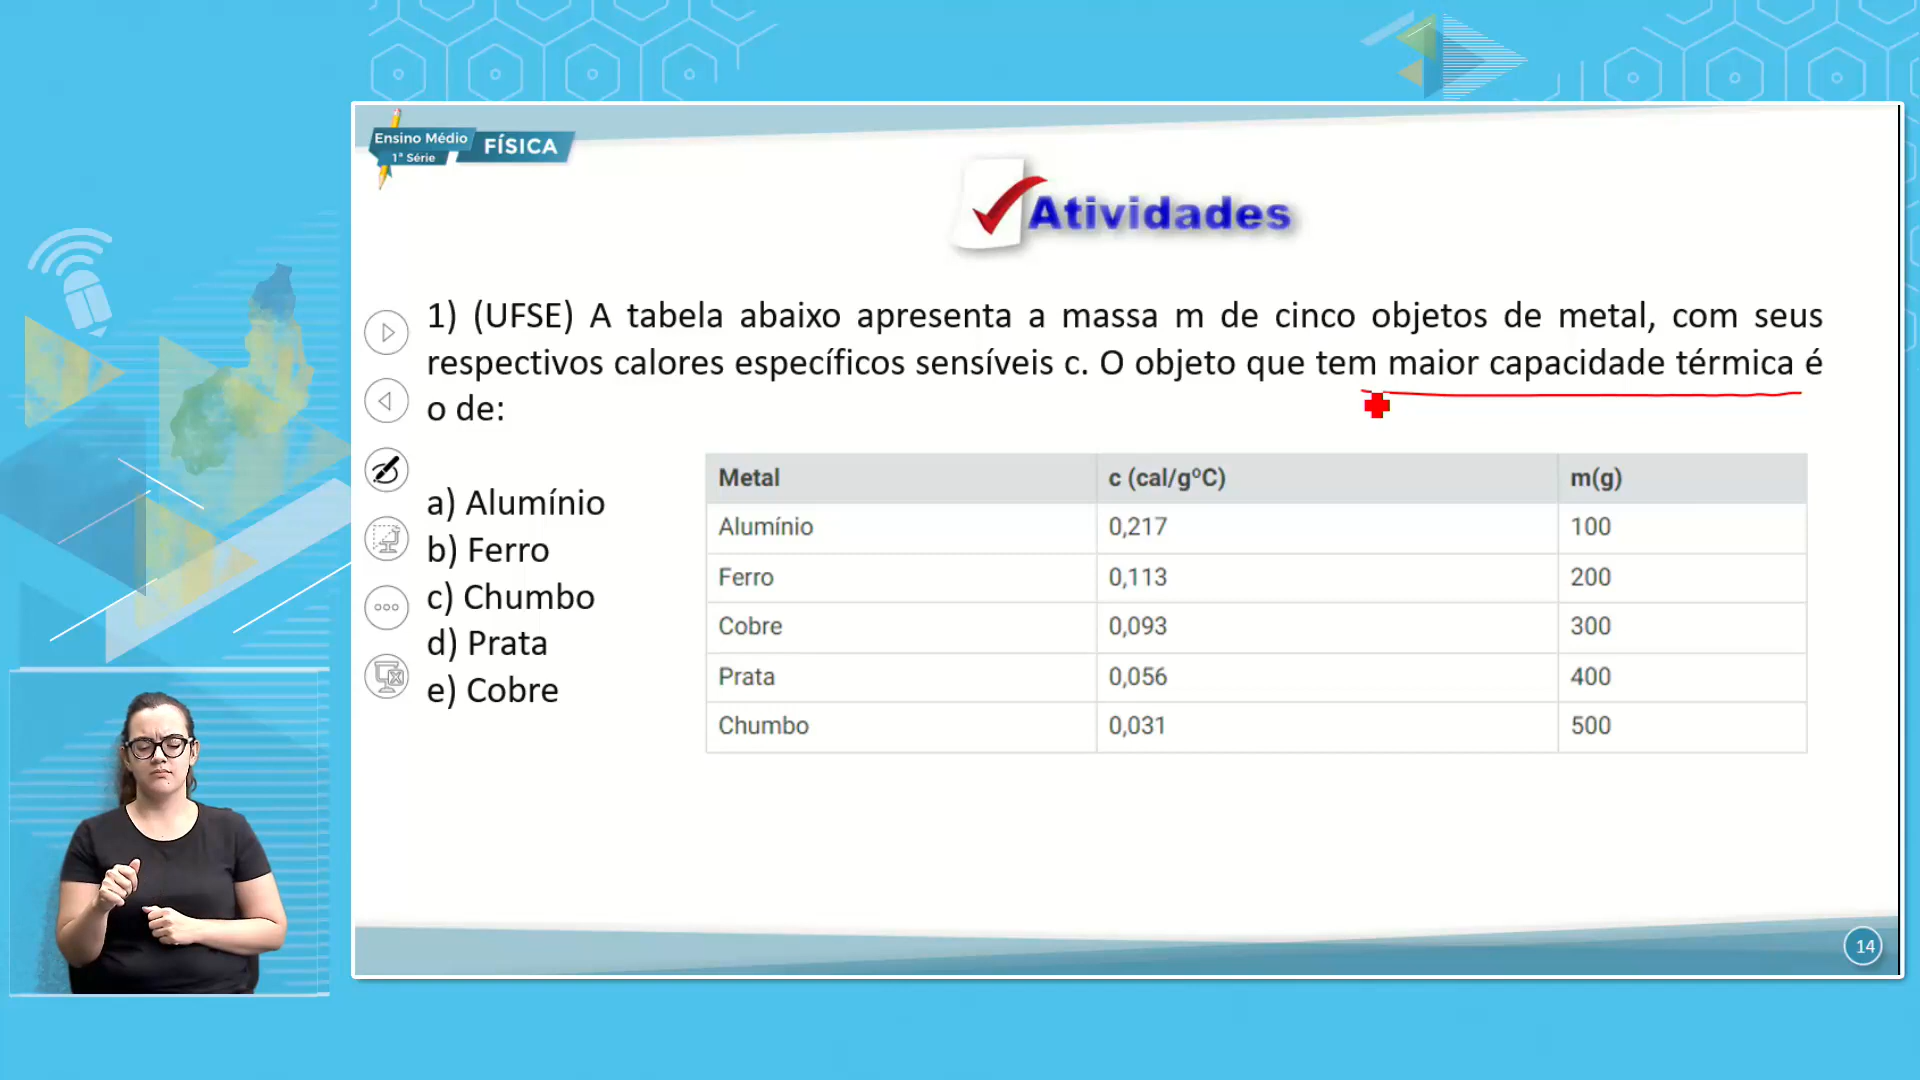 Ensino Médio
1ª Série
FÍSICA
Atividades
1) (UFSE) A tabela abaixo apresenta a massa m de cinco objetos de metal, com seus
respectivos calores específicos sensíveis c. O objeto que tem maior capacidade térmica é
o de:
a) Alumínio
b) Ferro
c) Chumbo
d) Prata
e) Cobre
Metal c (cal/gºC) m(g)
Alumínio 0,217 100
Ferro 0,113 200
Cobre 0,093 300
Prata 0,056 400
Chumbo 0,031 500
14